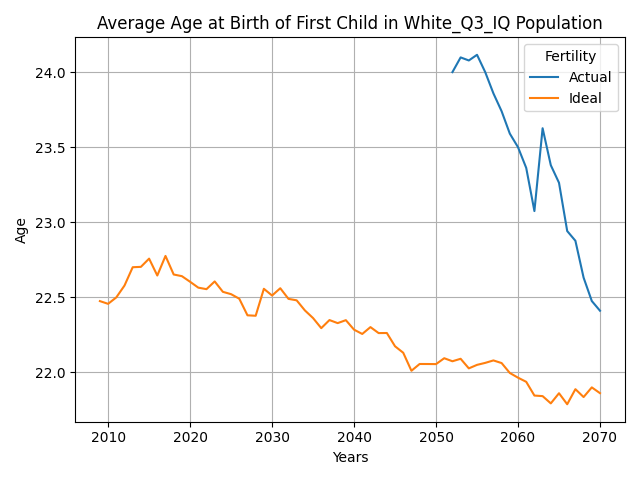 Average Age at Birth of First Child in White_Q3_IQ Population
Fertility
Actual
Ideal
24.0
23.5
23.0
22.5
22.0
Age
2010 2020 2030 2040 2050 2060 2070
Years